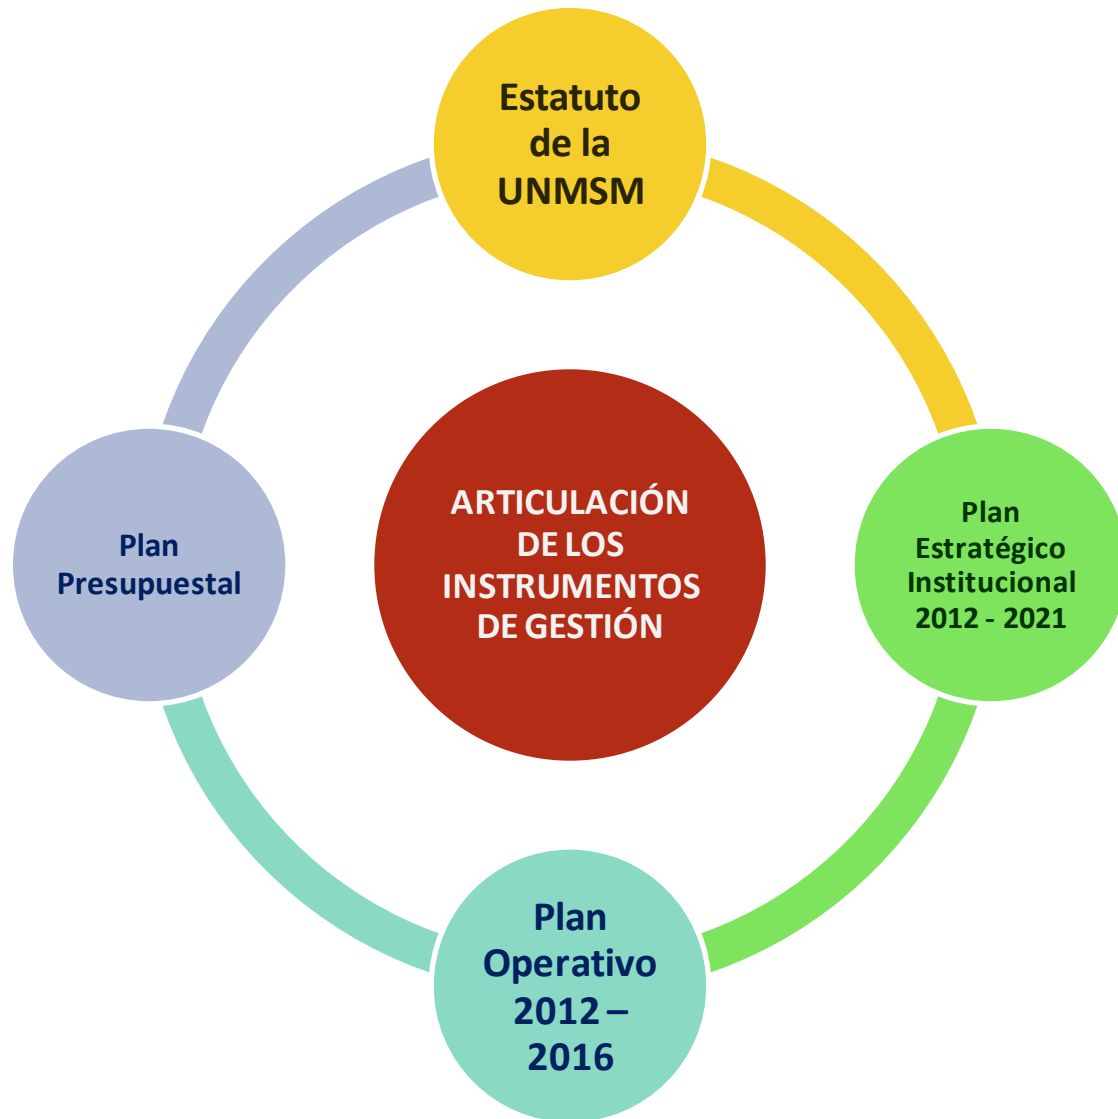 Estatuto
de la
UNMSM
ARTICULACIÓN
DE LOS
INSTRUMENTOS
DE GESTIÓN
Plan
Estratégico
Institucional
2012 - 2021
Plan
Operativo
2012 –
2016
Plan
Presupuestal